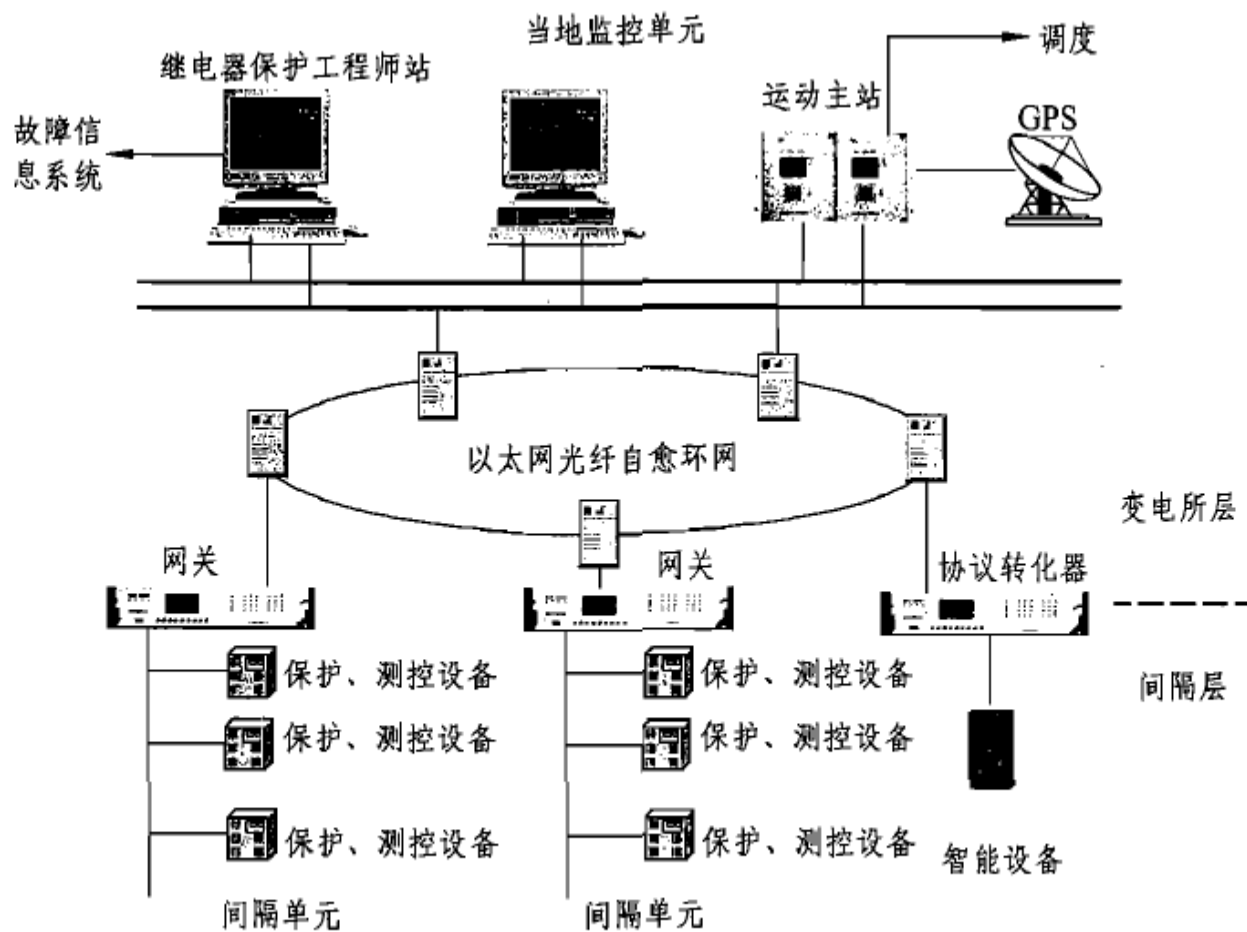 当地监控单元
调度
继电器保护工程师站
运动主站
GPS
故障信
息系统
以太网光纤自愈环网
变电所层
网关
网关
协议转化器
保护、测控设备
保护、测控设备
间隔层
保护、测控设备
保护、测控设备
保护、测控设备
保护、测控设备
智能设备
间隔单元
间隔单元